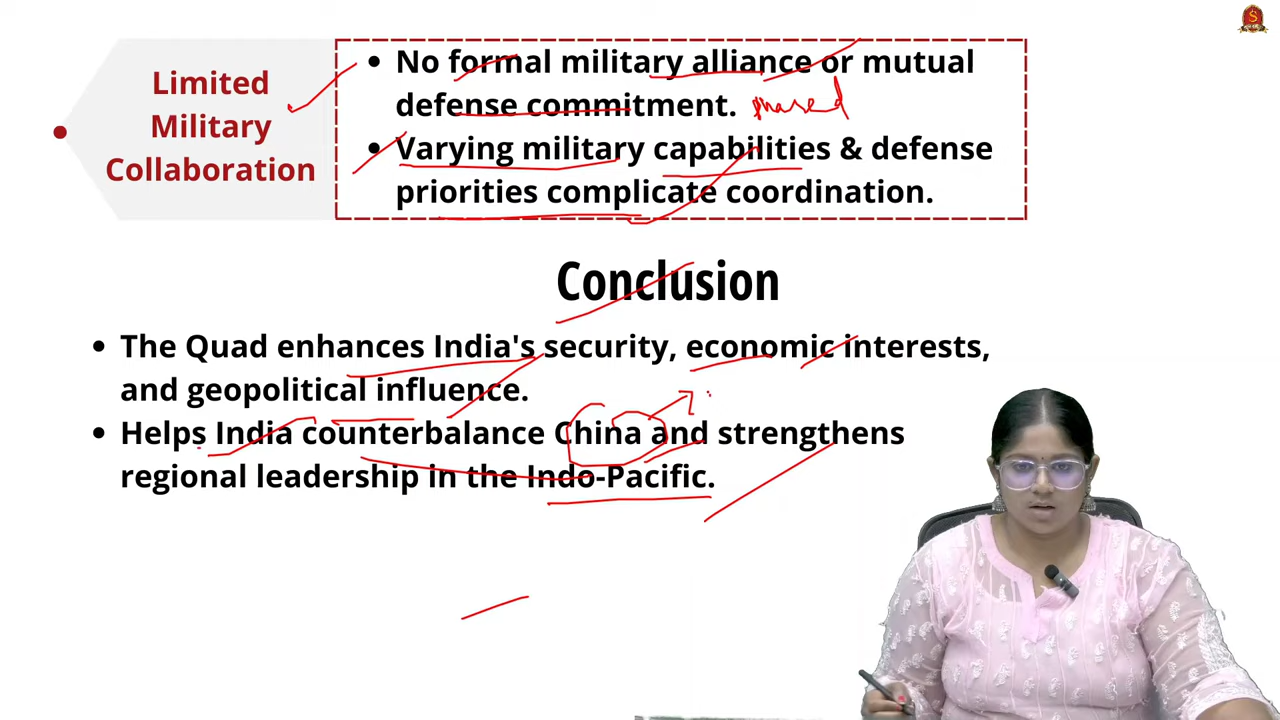 Limited
Military
Collaboration
• No formal military alliance or mutual
defense commitment. phased
• Varying military capabilities & defense
priorities complicate coordination.
Conclusion
• The Quad enhances India's security, economic interests,
and geopolitical influence.
• Helps India counterbalance China and strengthens
regional leadership in the Indo-Pacific.